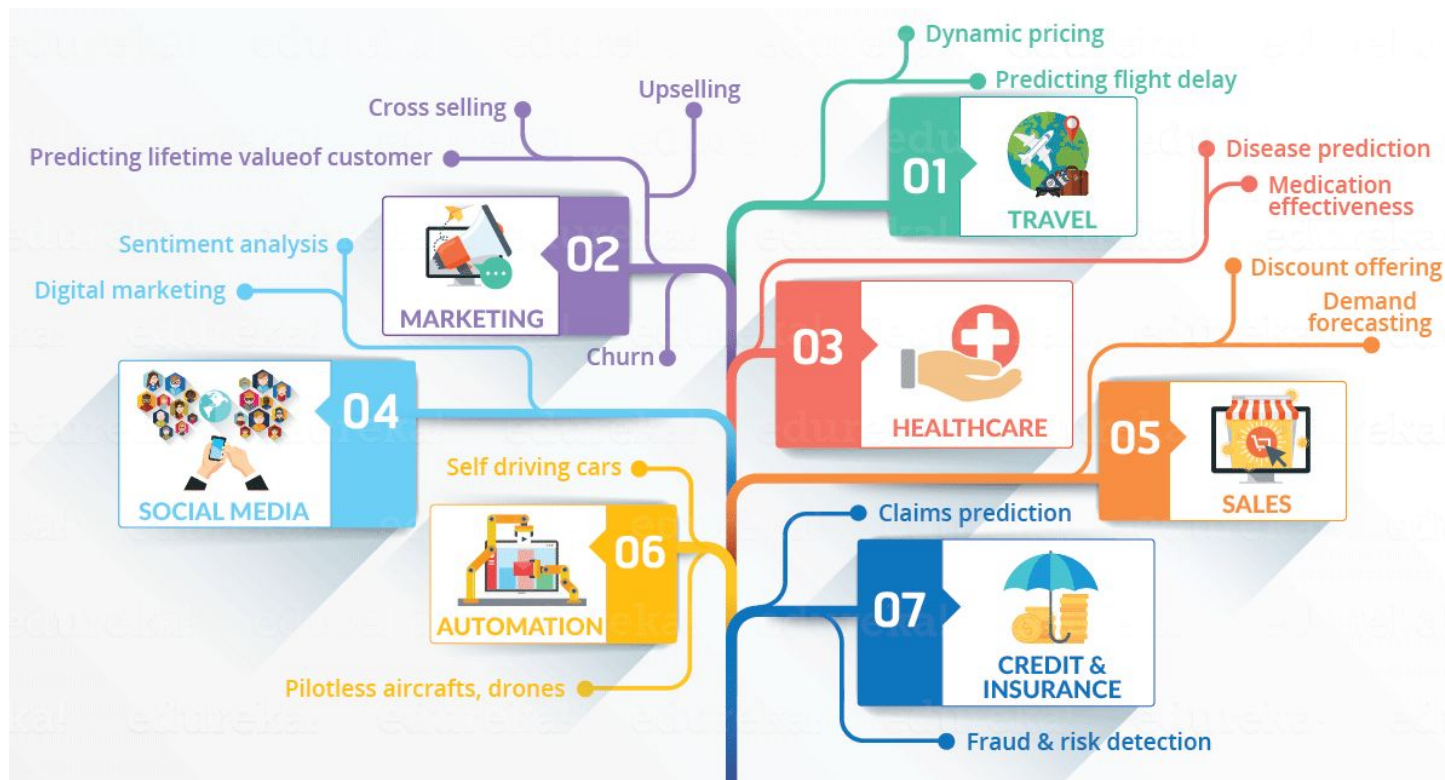 Dynamic pricing
Predicting flight delay
01
TRAVEL
Upselling
Cross selling
Predicting lifetime valueof customer
02
MARKETING
Churn
Disease prediction
Medication
effectiveness
03
HEALTHCARE
Sentiment analysis
Digital marketing
04
SOCIAL MEDIA
Discount offering
Demand
forecasting
05
SALES
Self driving cars
06
AUTOMATION
Pilotless aircrafts, drones
Claims prediction
07
CREDIT &
INSURANCE
Fraud & risk detection
edureka!